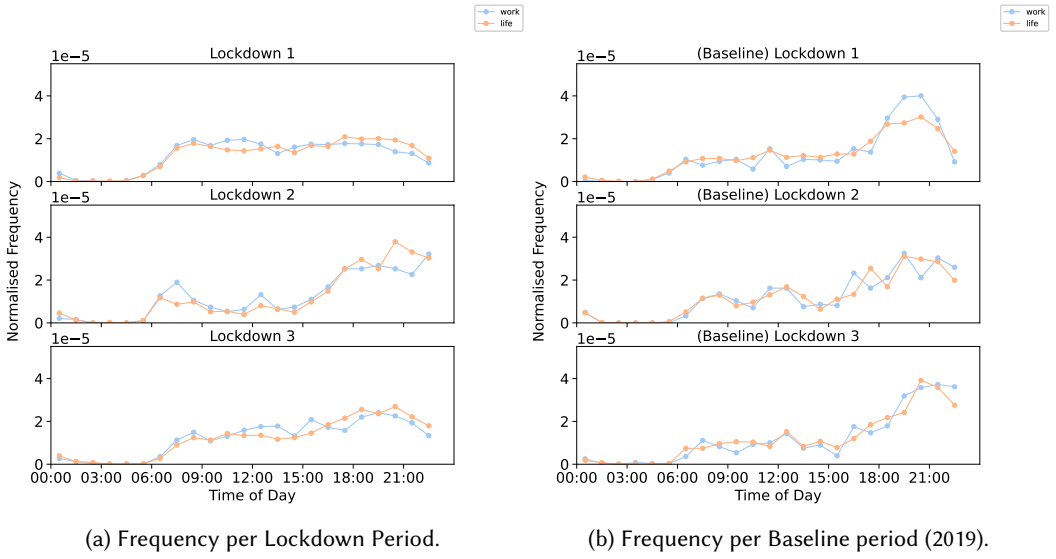 work
life
work
life
1e−5
Lockdown 1
4
2
0
1e−5
Lockdown 2
4
2
0
1e−5
Lockdown 3
4
2
0
Normalised Frequency
00:00 03:00 06:00 09:00 12:00 15:00 18:00 21:00
Time of Day
1e−5
(Baseline) Lockdown 1
4
2
0
1e−5
(Baseline) Lockdown 2
4
2
0
1e−5
(Baseline) Lockdown 3
4
2
0
Normalised Frequency
00:00 03:00 06:00 09:00 12:00 15:00 18:00 21:00
Time of Day
(a) Frequency per Lockdown Period.
(b) Frequency per Baseline period (2019).